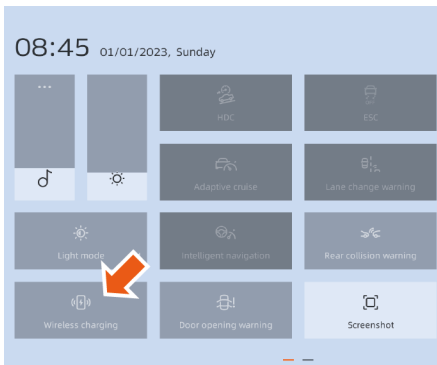 08:45 01/01/2023, Sunday
HDC
ESC
Adaptive cruise
Lane change warning
Light mode
Intelligent navigation
Rear collision warning
Wireless charging
Door opening warning
Screenshot